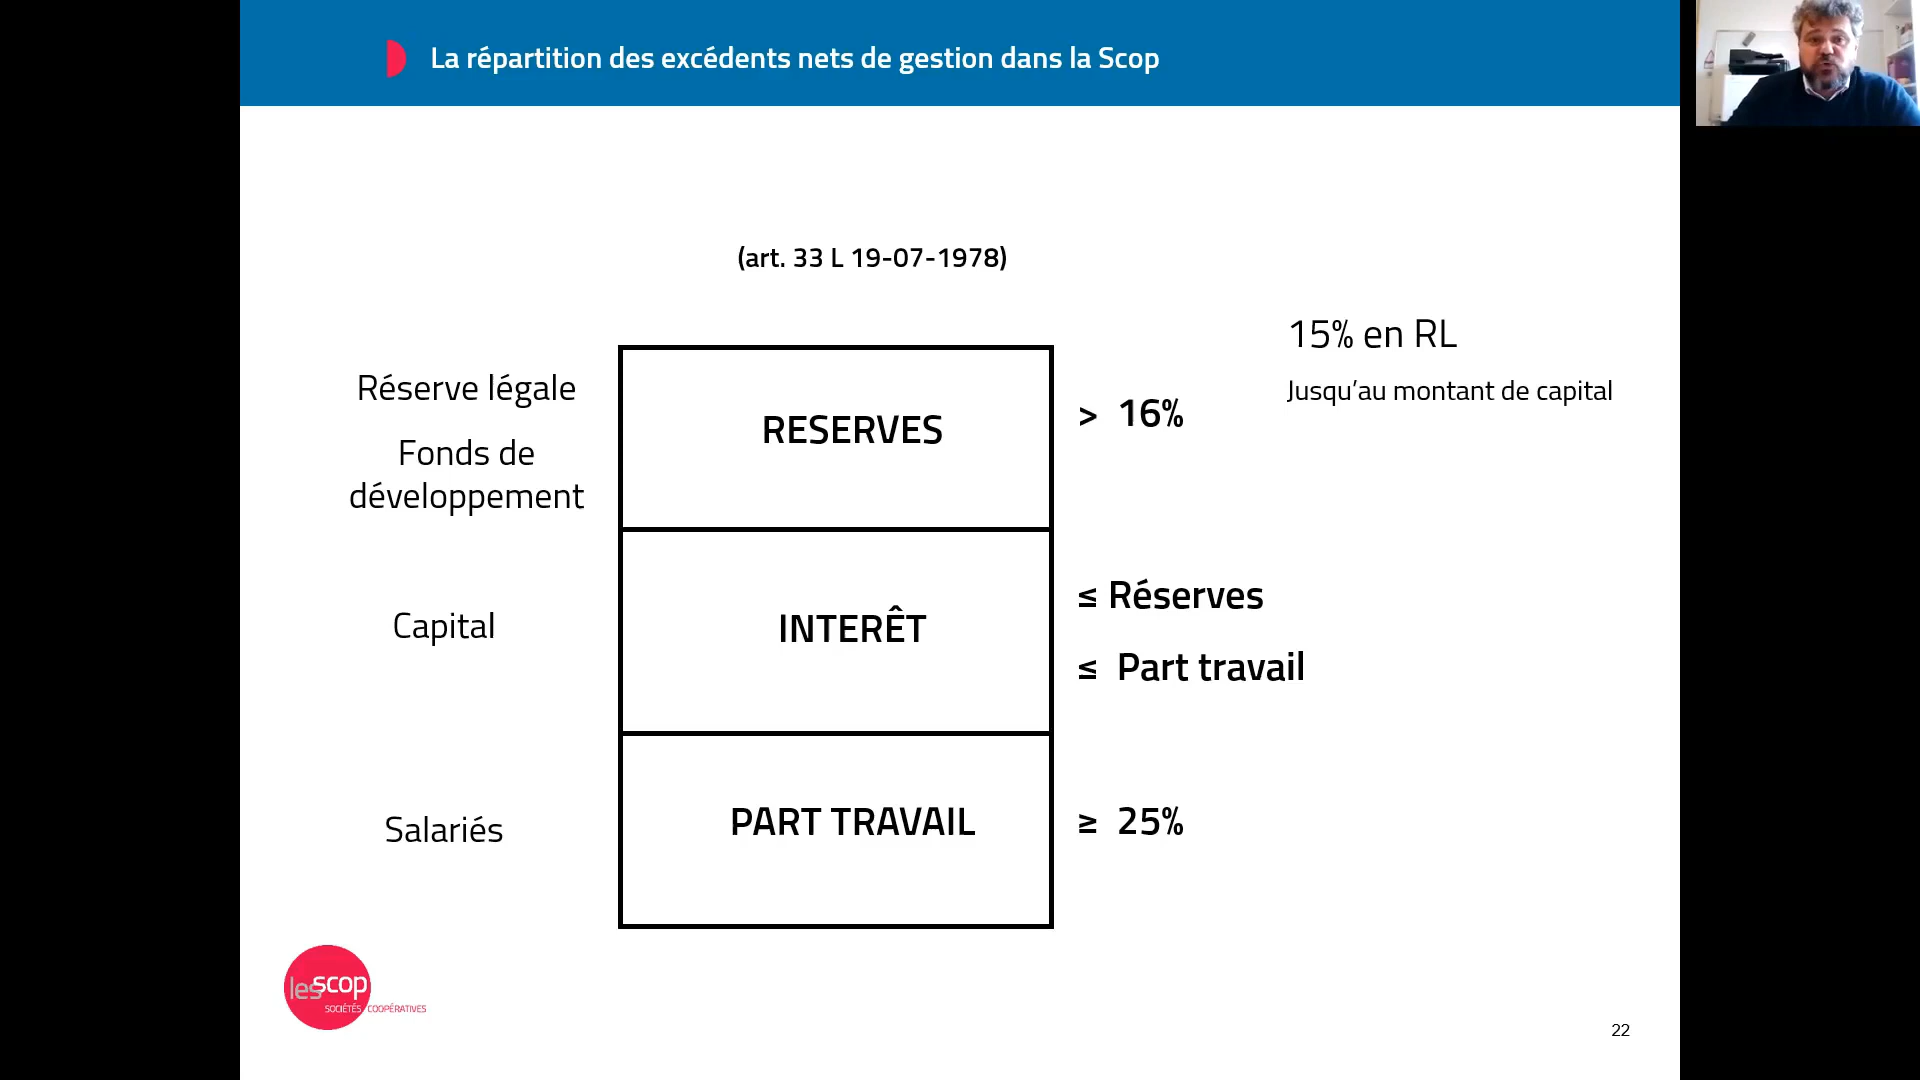 La répartition des excédents nets de gestion dans la Scop
(art. 33 L 19-07-1978)
15% en RL
Jusqu’au montant de capital
Réserve légale
Fonds de
développement
RESERVES
> 16%
Capital
INTERÊT
≤ Réserves
≤ Part travail
Salariés
PART TRAVAIL
≥ 25%
lesscop
SOCIÉTÉS COOPÉRATIVES
22